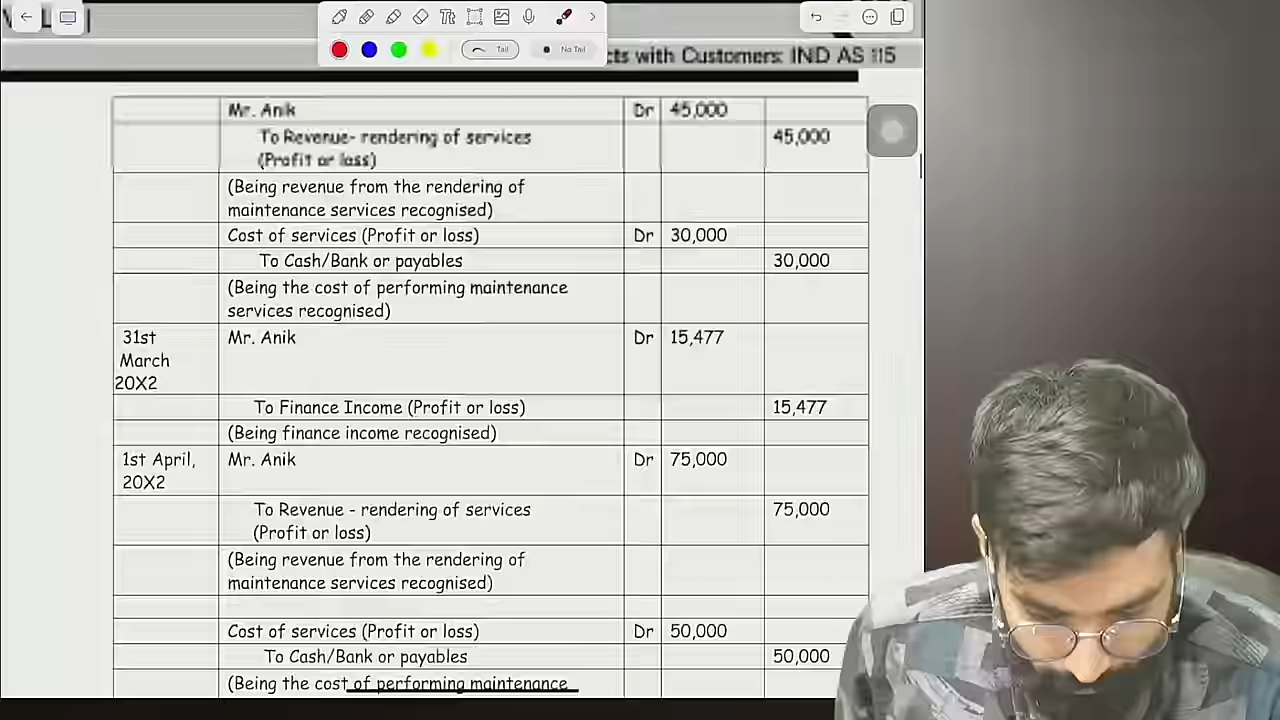 Tail
No Tail
cts with Customers: IND AS 115
Mr. Anik Dr 45,000
To Revenue- rendering of services 45,000
(Profit or loss)
(Being revenue from the rendering of
maintenance services recognised)
Cost of services (Profit or loss) Dr 30,000
To Cash/Bank or payables 30,000
(Being the cost of performing maintenance
services recognised)
31st Mr. Anik Dr 15,477
March
20X2
To Finance Income (Profit or loss) 15,477
(Being finance income recognised)
1st April, Mr. Anik Dr 75,000
20X2
To Revenue - rendering of services 75,000
(Profit or loss)
(Being revenue from the rendering of
maintenance services recognised)
Cost of services (Profit or loss) Dr 50,000
To Cash/Bank or payables 50,000
(Being the cost of performing maintenance